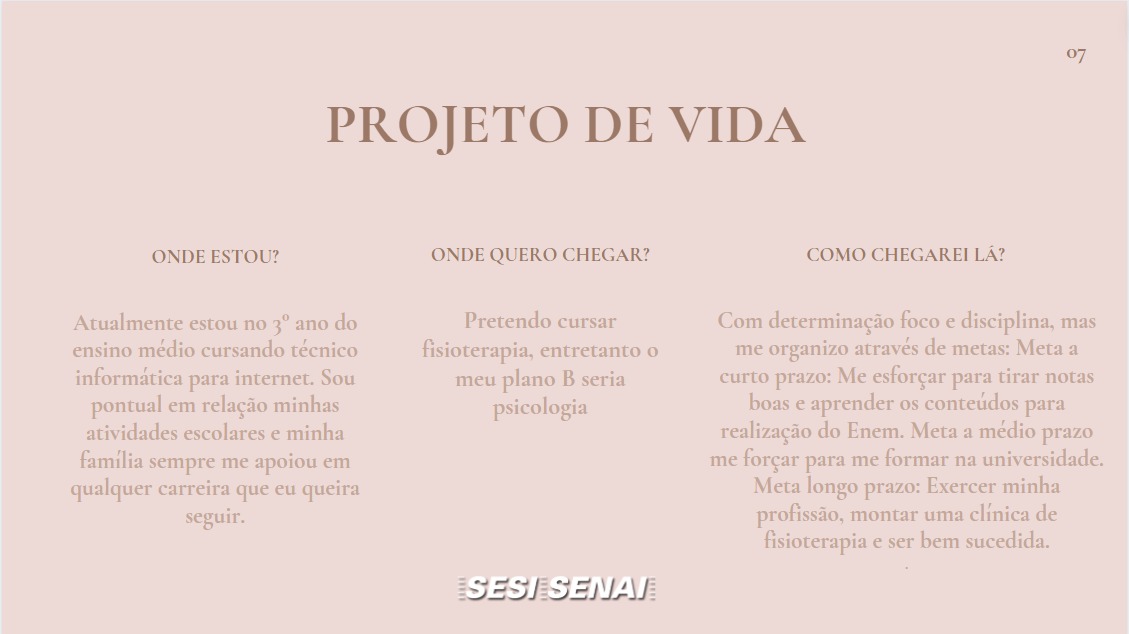 07
PROJETO DE VIDA
ONDE ESTOU?
Atualmente estou no 3º ano do
ensino médio cursando técnico
informática para internet. Sou
pontual em relação minhas
atividades escolares e minha
família sempre me apoiou em
qualquer carreira que eu queira
seguir.
ONDE QUERO CHEGAR?
Pretendo cursar
fisioterapia, entretanto o
meu plano B seria
psicologia
COMO CHEGAREI LÁ?
Com determinação foco e disciplina, mas
me organizo através de metas: Meta a
curto prazo: Me esforçar para tirar notas
boas e aprender os conteúdos para
realização do Enem. Meta a médio prazo
me forçar para me formar na universidade.
Meta longo prazo: Exercer minha
profissão, montar uma clínica de
fisioterapia e ser bem sucedida.
.
SESI SENAI